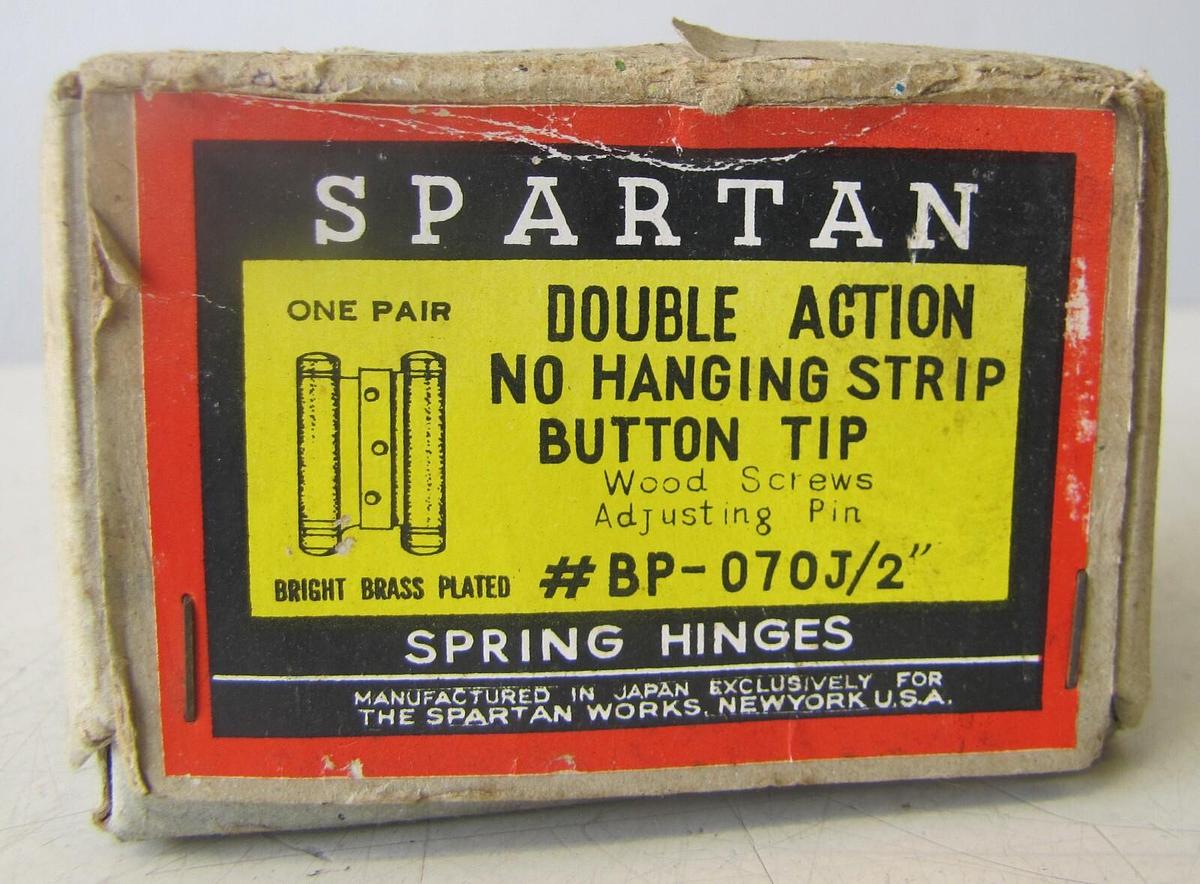 SPARTAN
ONE PAIR
DOUBLE ACTION
NO HANGING STRIP
BUTTON TIP
Wood Screws
Adjusting Pin
BRIGHT BRASS PLATED
#BP-070J/2"
SPRING HINGES
MANUFACTURED IN JAPAN EXCLUSIVELY FOR
THE SPARTAN WORKS, NEWYORK U.S.A.